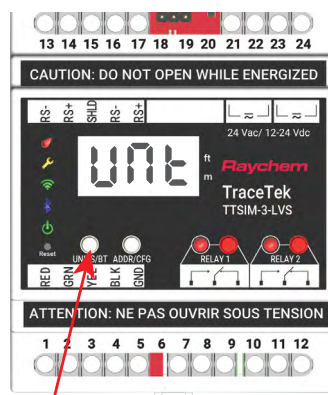 13 14 15 16 17 18 19 20 21 22 23 24
CAUTION: DO NOT OPEN WHILE ENERGIZED
RS- RS+ SHLD RS- RS+
24 Vac/ 12-24 Vdc
UNt ft
m
Raychem
TraceTek
TTSIM-3-LVS
Reset
UNITS/BT ADDR/CFG RELAY 1 RELAY 2
RED GRN YEL BLK GND
ATTENTION: NE PAS OUVRIR SOUS TENSION
1 2 3 4 5 6 7 8 9 10 11 12